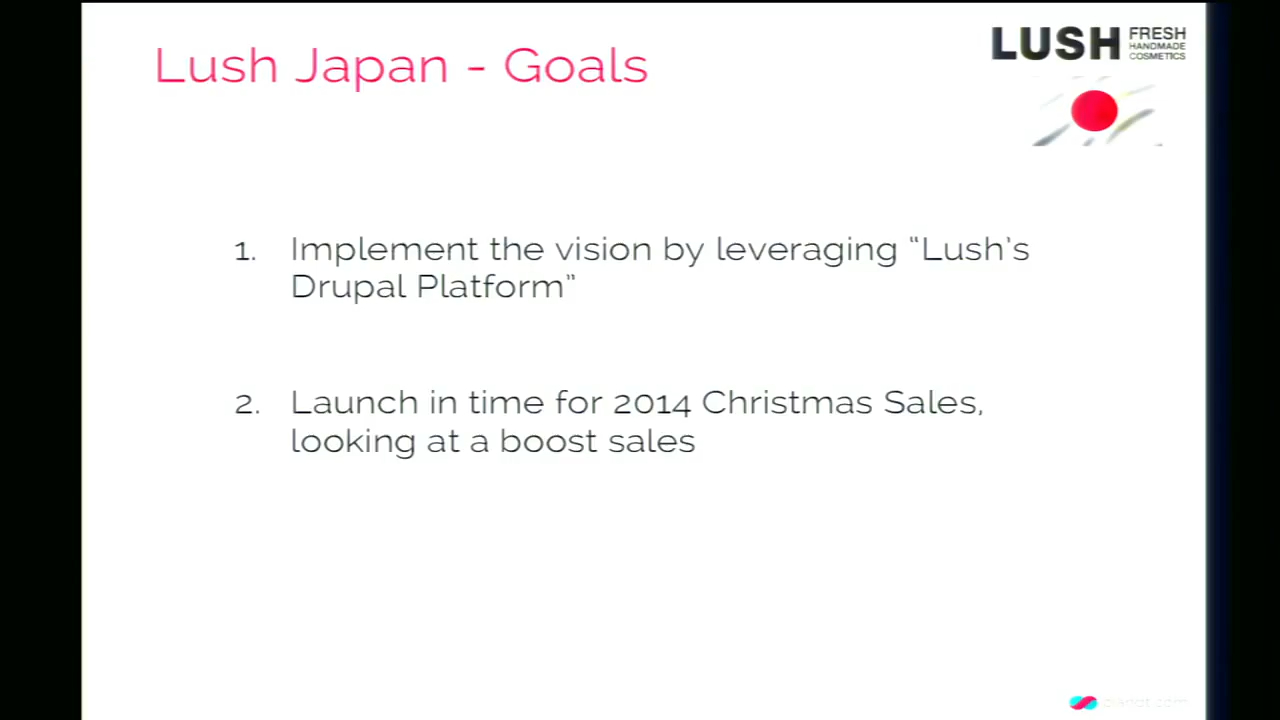 Lush Japan - Goals
LUSH
FRESH
HANDMADE
COSMETICS
1. Implement the vision by leveraging “Lush's
Drupal Platform”
2. Launch in time for 2014 Christmas Sales,
looking at a boost sales